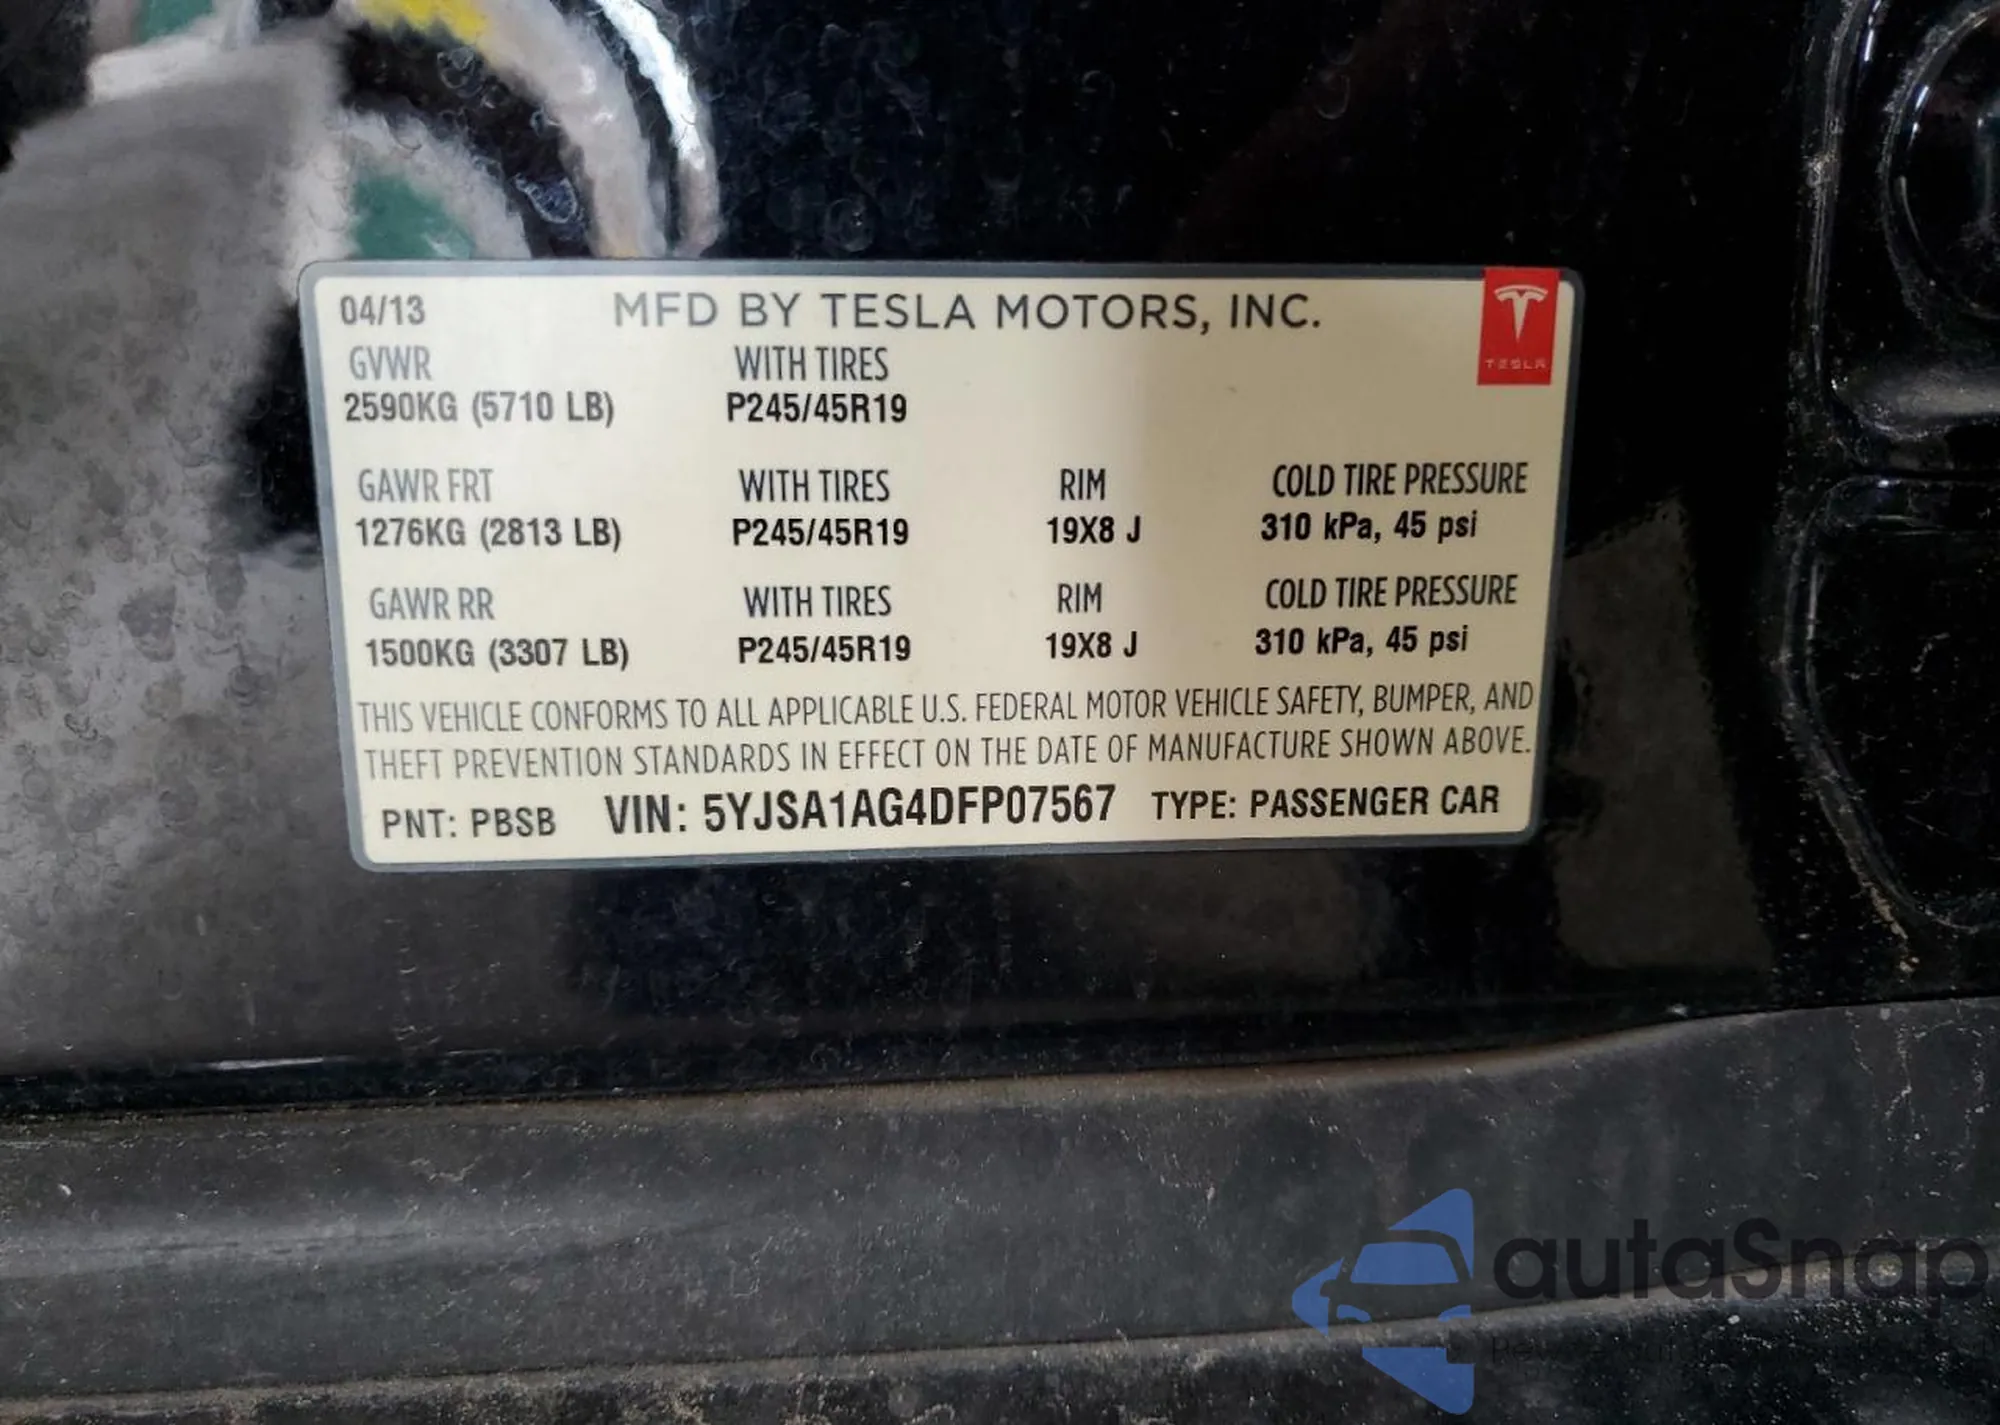 04/13 MFD BY TESLA MOTORS, INC.
TESLA
GVWR WITH TIRES
2590KG (5710 LB) P245/45R19
GAWR FRT WITH TIRES RIM COLD TIRE PRESSURE
1276KG (2813 LB) P245/45R19 19X8 J 310 kPa, 45 psi
GAWR RR WITH TIRES RIM COLD TIRE PRESSURE
1500KG (3307 LB) P245/45R19 19X8 J 310 kPa, 45 psi
THIS VEHICLE CONFORMS TO ALL APPLICABLE U.S. FEDERAL MOTOR VEHICLE SAFETY, BUMPER, AND
THEFT PREVENTION STANDARDS IN EFFECT ON THE DATE OF MANUFACTURE SHOWN ABOVE.
PNT: PBSB VIN: 5YJSA1AG4DFP07567 TYPE: PASSENGER CAR
autaSnap